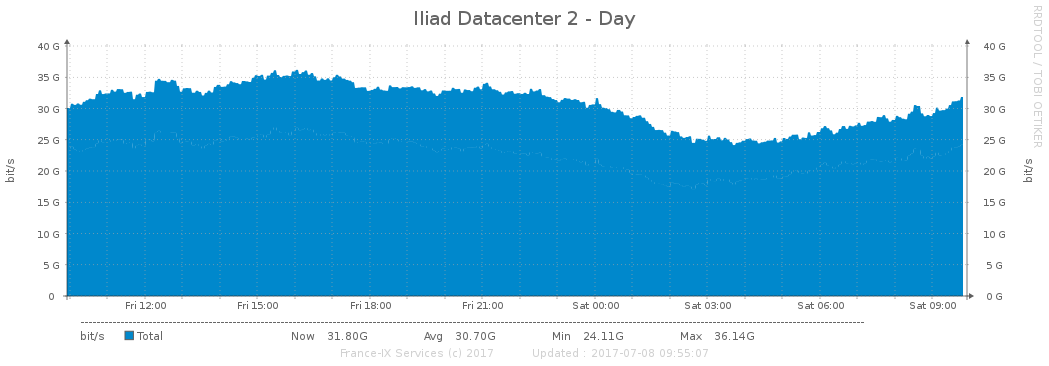 Iliad Datacenter 2 - Day
RRDTOOL / TOBI OETIKER
40 G 40 G
35 G 35 G
30 G 30 G
25 G 25 G
20 G 20 G
15 G 15 G
10 G 10 G
5 G 5 G
0 0 G
bit/s bit/s
Fri 12:00 Fri 15:00 Fri 18:00 Fri 21:00 Sat 00:00 Sat 03:00 Sat 06:00 Sat 09:00
bit/s Total Now 31.80G Avg 30.70G Min 24.11G Max 36.14G
France-IX Services (c) 2017 Updated : 2017-07-08 09:55:07